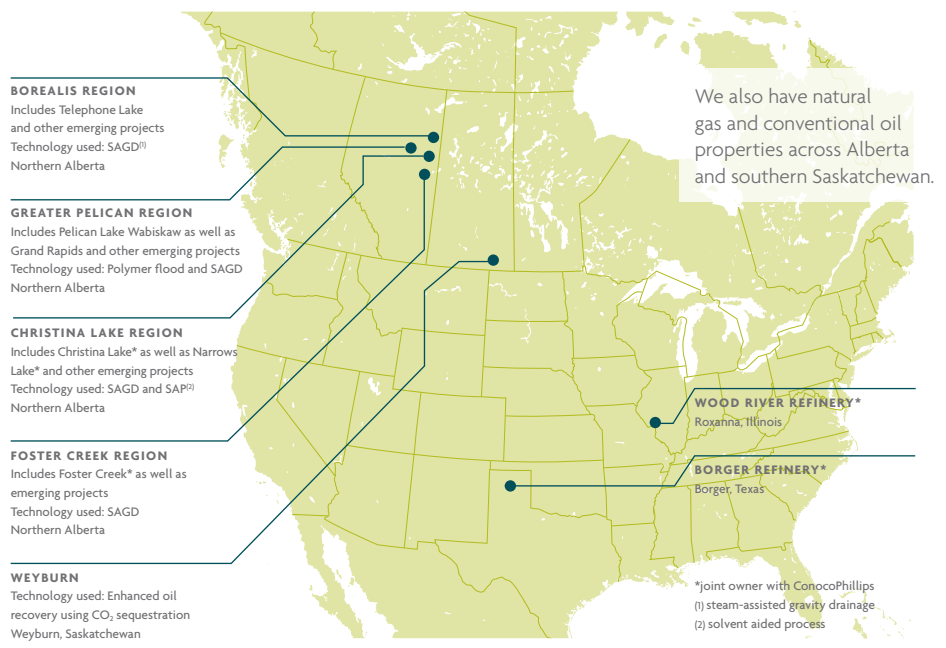 BOREALIS REGION
Includes Telephone Lake
and other emerging projects
Technology used: SAGD(1)
Northern Alberta
GREATER PELICAN REGION
Includes Pelican Lake Wabiskaw as well as
Grand Rapids and other emerging projects
Technology used: Polymer flood and SAGD
Northern Alberta
CHRISTINA LAKE REGION
Includes Christina Lake* as well as Narrows
Lake* and other emerging projects
Technology used: SAGD and SAP(2)
Northern Alberta
FOSTER CREEK REGION
Includes Foster Creek* as well as
emerging projects
Technology used: SAGD
Northern Alberta
WEYBURN
Technology used: Enhanced oil
recovery using CO₂ sequestration
Weyburn, Saskatchewan
We also have natural
gas and conventional oil
properties across Alberta
and southern Saskatchewan.
WOOD RIVER REFINERY*
Roxanna, Illinois
BORGER REFINERY*
Borger, Texas
*joint owner with ConocoPhillips
(1) steam-assisted gravity drainage
(2) solvent aided process